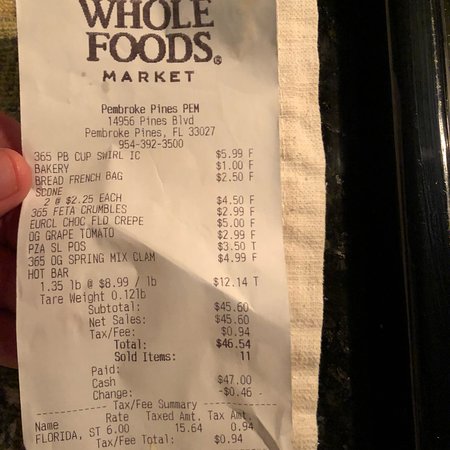 WHOLE
FOODS®
MARKET
Pembroke Pines PEM
14956 Pines Blvd
Pembroke Pines, FL 33027
954-392-3500
365 PB CUP SWIRL IC $5.99 F
BAKERY $1.00 F
BREAD FRENCH BAG $2.50 F
SCONE
2 @ $2.25 EACH $4.50 F
365 FETA CRUMBLES $2.99 F
EURCL CHOC FLD CREPE $5.00 F
OG GRAPE TOMATO $2.99 F
PZA SL POS $3.50 T
365 OG SPRING MIX CLAM $4.99 F
HOT BAR
1.35 lb @ $8.99 / lb $12.14 T
Tare Weight 0.12lb
Subtotal: $45.60
Net Sales: $45.60
Tax/Fee: $0.94
Total: $46.54
Sold Items: 11
Paid:
Cash $47.00
Change: -$0.46
Tax/Fee Summary
Name Rate Taxed Amt. Tax Amt.
FLORIDA, ST 6.00 15.64 0.94
Tax/Fee Total: $0.94